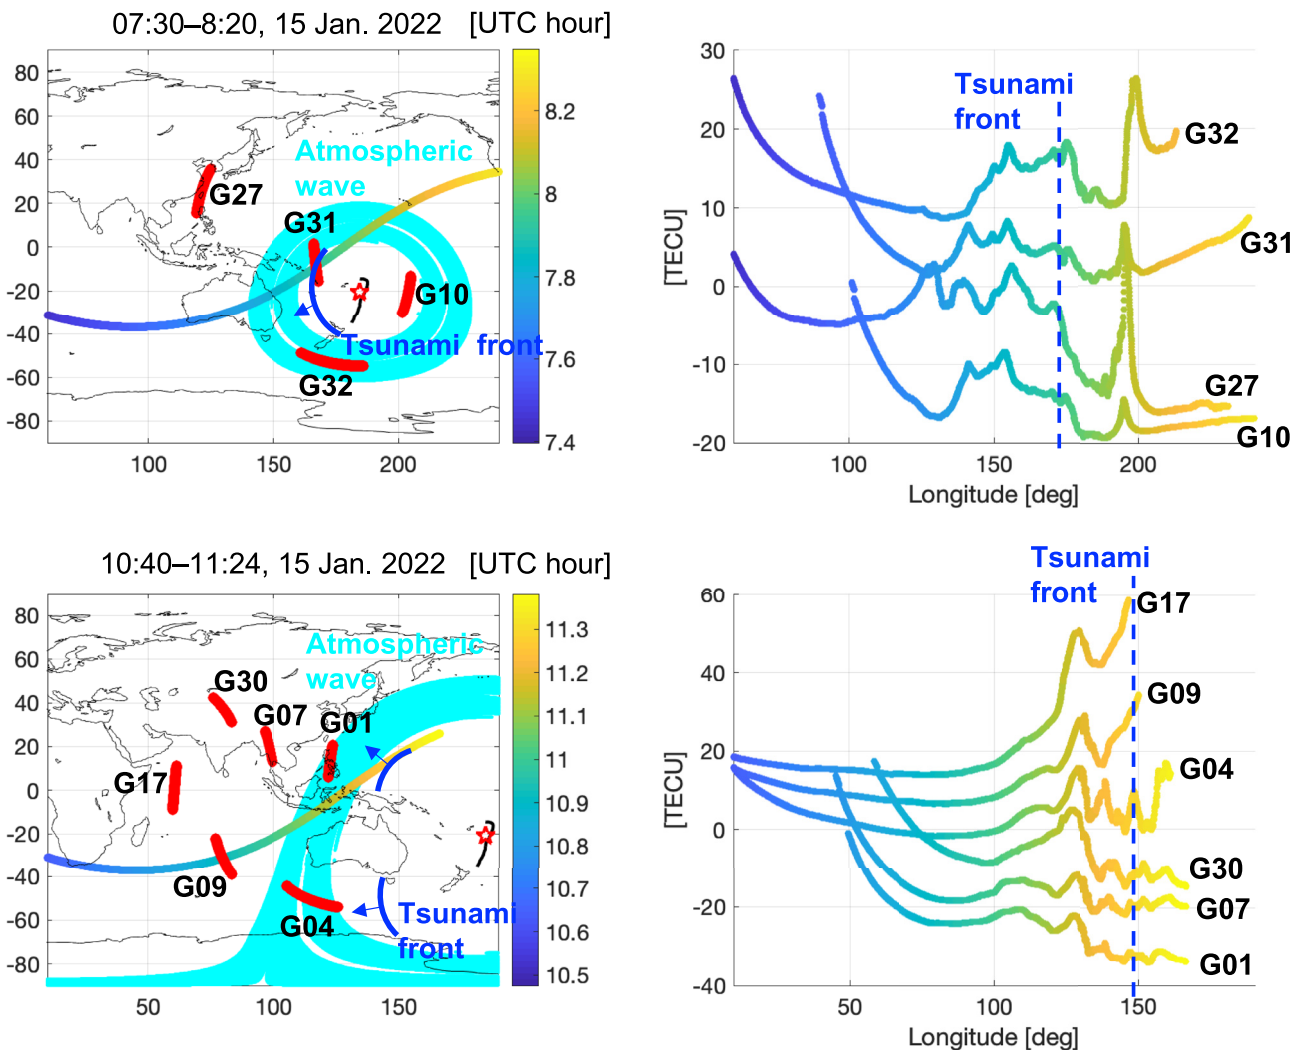 07:30–8:20, 15 Jan. 2022 [UTC hour]
80
60
40
20
0
-20
-40
-60
-80
100
150
200
8.2
8
7.8
7.6
7.4
Atmospheric
wave
G27
G31
G10
Tsunami front
G32
30
20
10
0
-10
-20
[TECU]
100
150
200
Longitude [deg]
Tsunami
front
G32
G31
G27
G10
10:40–11:24, 15 Jan. 2022 [UTC hour]
80
60
40
20
0
-20
-40
-60
-80
50
100
150
11.3
11.2
11.1
11
10.9
10.8
10.7
10.6
10.5
Atmospheric
wave
G30
G07
G01
G17
G09
G04
Tsunami
front
60
40
20
0
-20
-40
[TECU]
50
100
150
Longitude [deg]
Tsunami
front
G17
G09
G04
G30
G07
G01